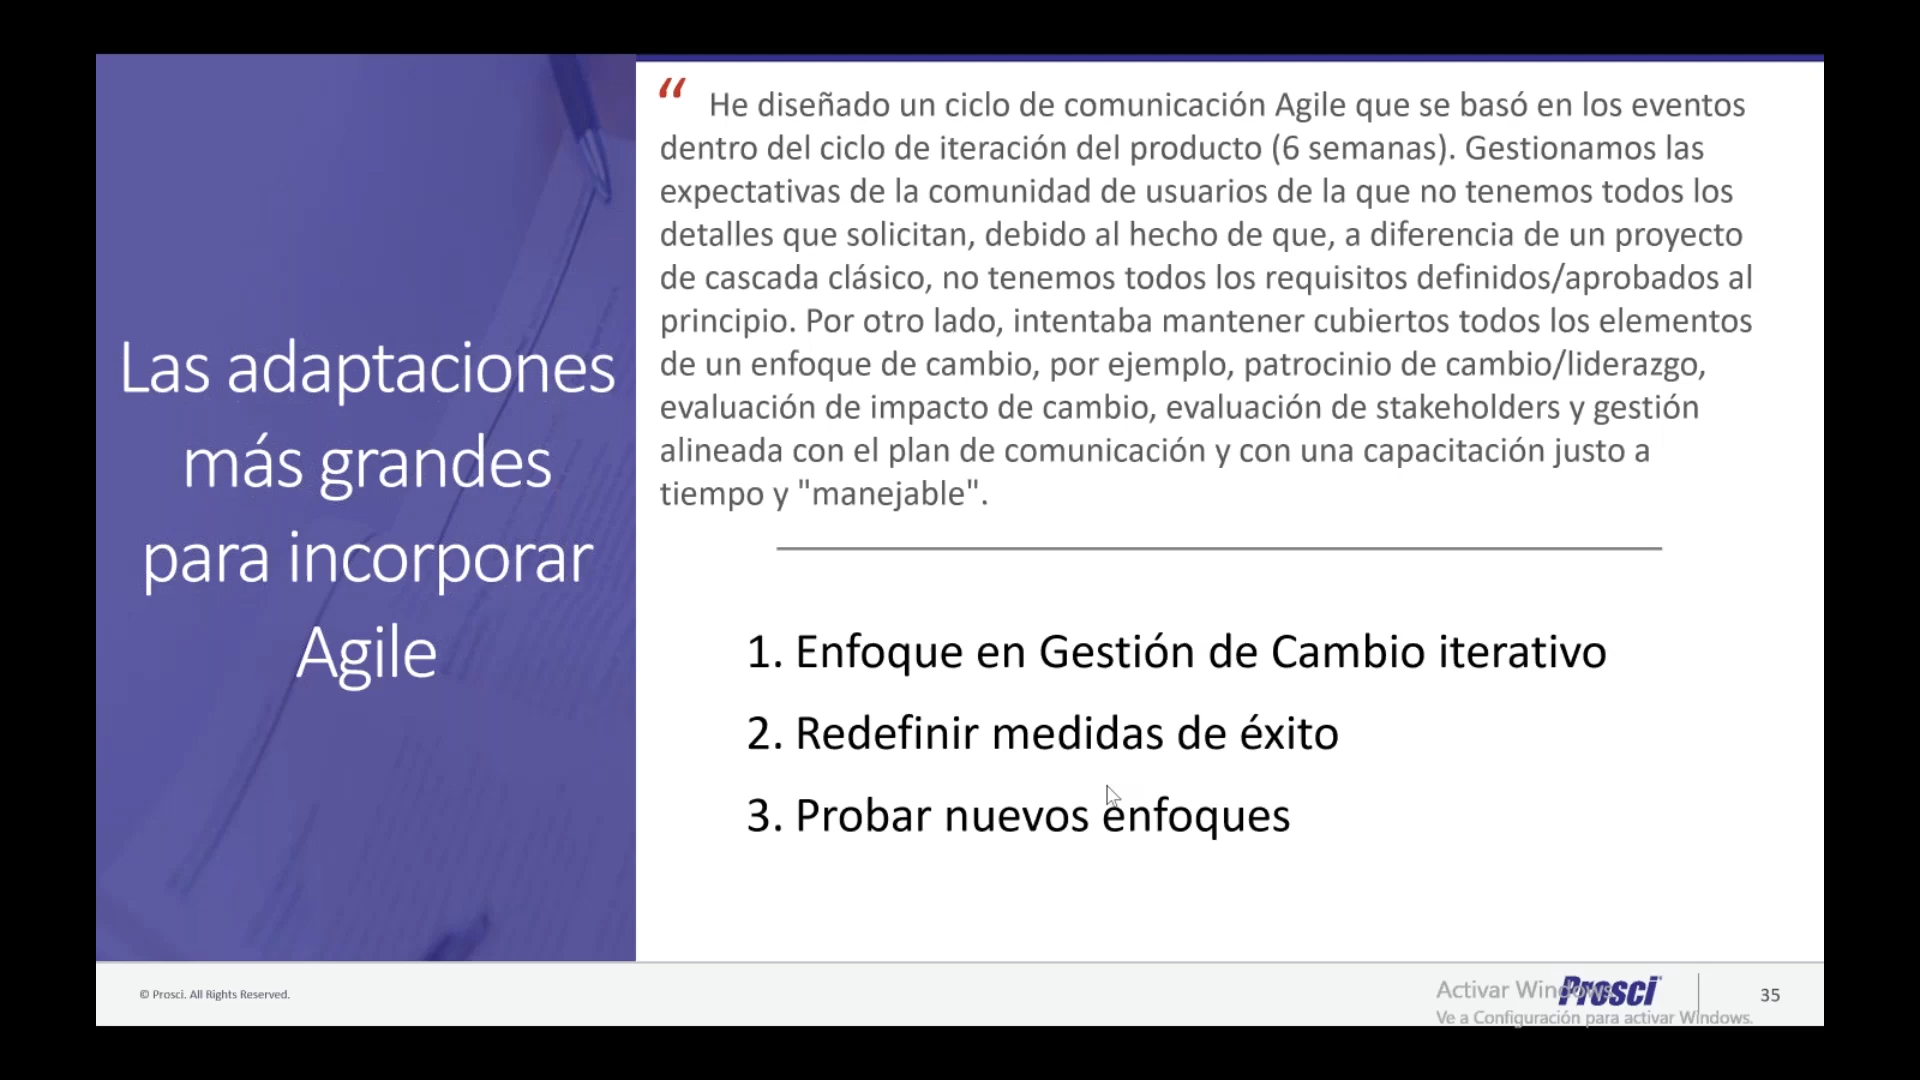 Las adaptaciones
más grandes
para incorporar
Agile
“ He diseñado un ciclo de comunicación Agile que se basó en los eventos
dentro del ciclo de iteración del producto (6 semanas). Gestionamos las
expectativas de la comunidad de usuarios de la que no tenemos todos los
detalles que solicitan, debido al hecho de que, a diferencia de un proyecto
de cascada clásico, no tenemos todos los requisitos definidos/aprobados al
principio. Por otro lado, intentaba mantener cubiertos todos los elementos
de un enfoque de cambio, por ejemplo, patrocinio de cambio/liderazgo,
evaluación de impacto de cambio, evaluación de stakeholders y gestión
alineada con el plan de comunicación y con una capacitación justo a
tiempo y "manejable".
1. Enfoque en Gestión de Cambio iterativo
2. Redefinir medidas de éxito
3. Probar nuevos enfoques
© Prosci. All Rights Reserved.
Activar Windows
Prosci
35
Ve a Configuración para activar Windows.